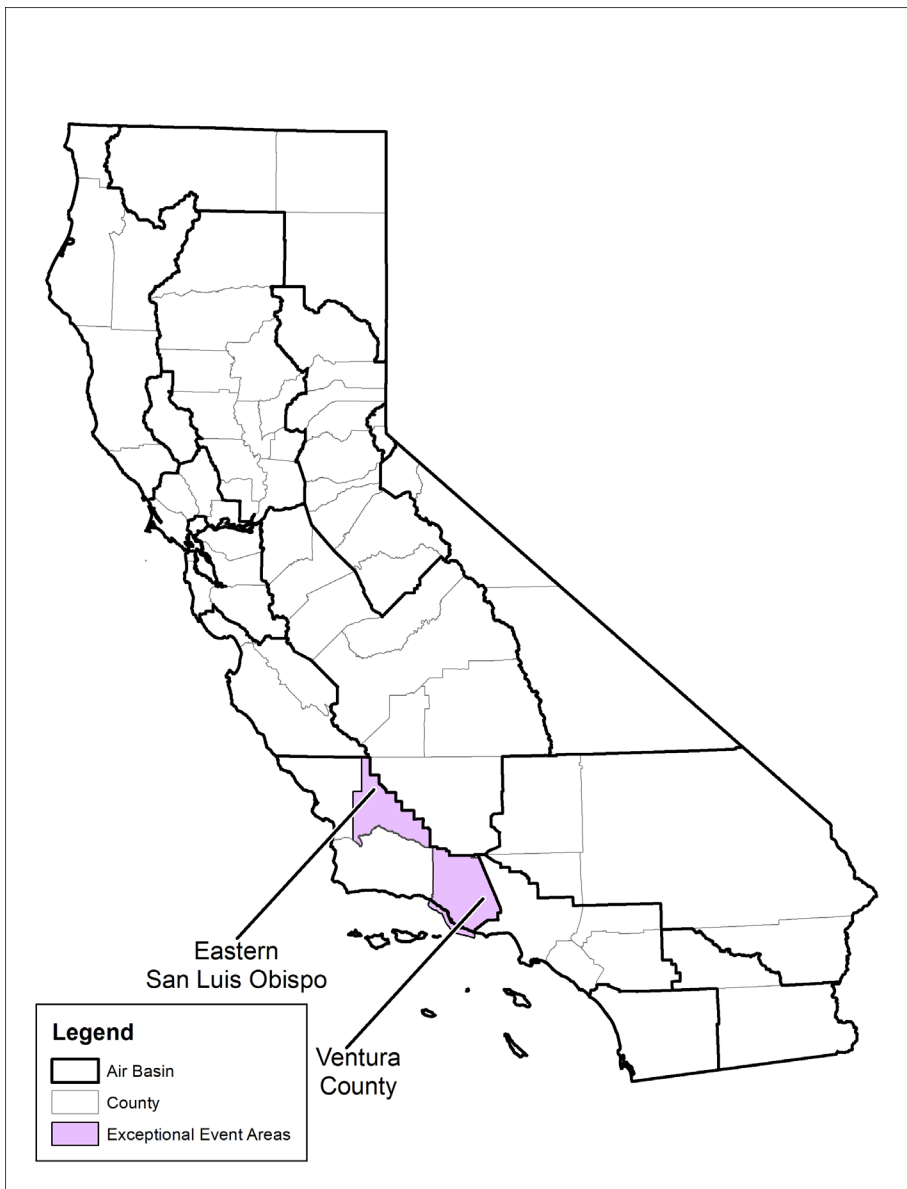 Eastern
San Luis Obispo
Ventura
County
Legend
Air Basin
County
Exceptional Event Areas